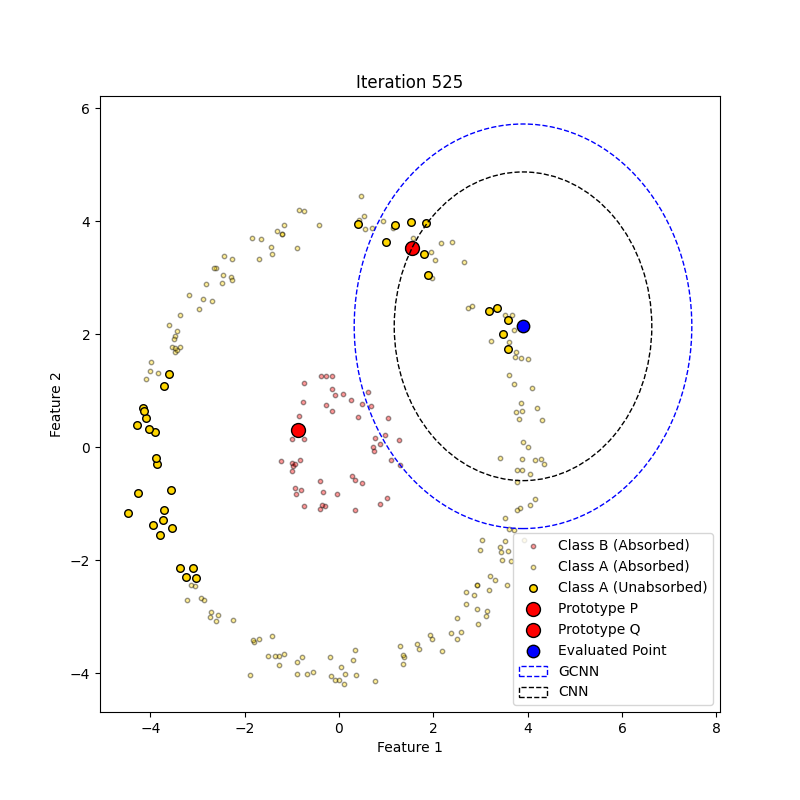 Iteration 525
6
4
2
0
−2
−4
Feature 2
−4
−2
0
2
4
6
8
Feature 1
Class B (Absorbed)
Class A (Absorbed)
Class A (Unabsorbed)
Prototype P
Prototype Q
Evaluated Point
GCNN
CNN